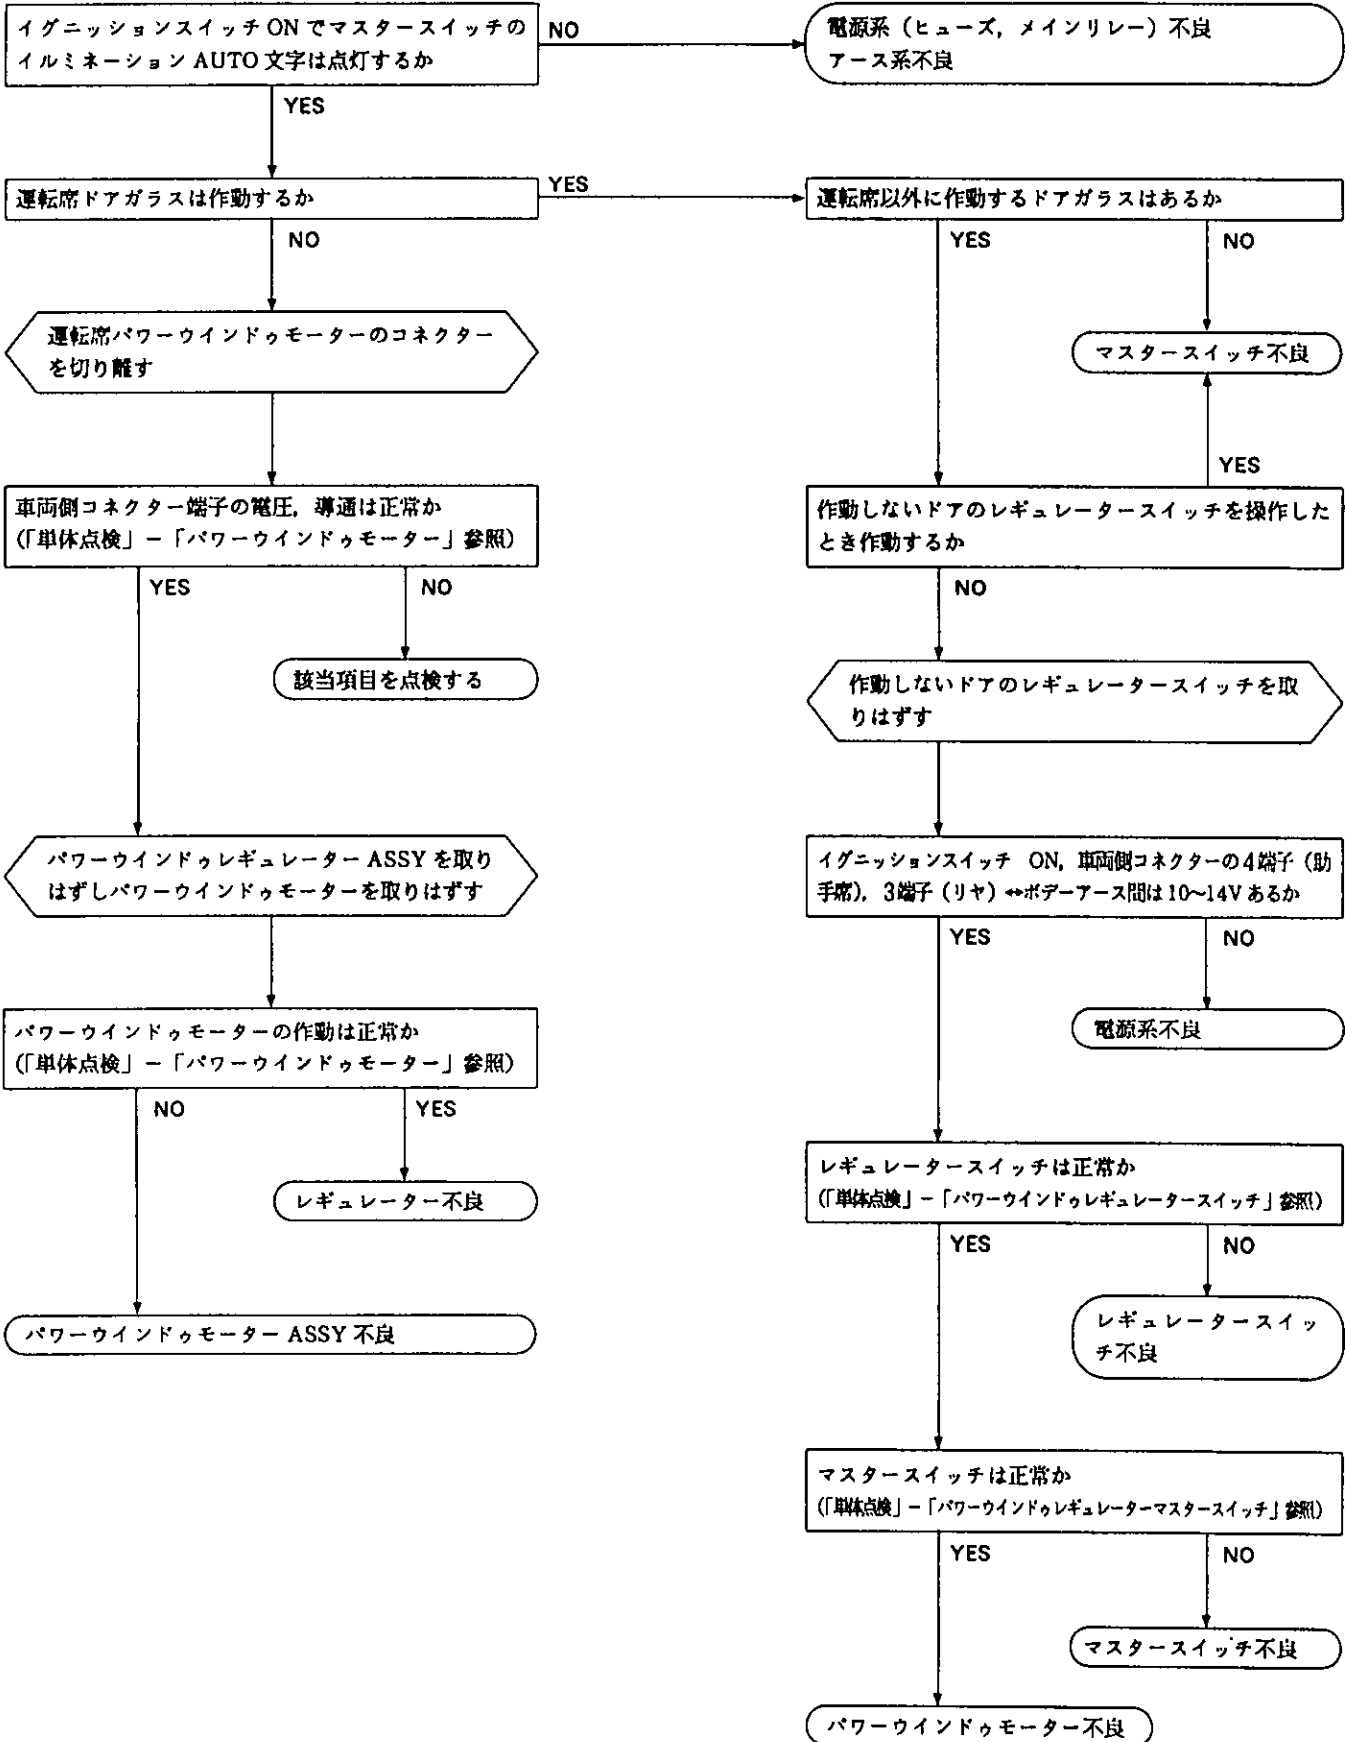 イグニッションスイッチ ON でマスタースイッチの
イルミネーション AUTO 文字は点灯するか
NO
電源系（ヒューズ，メインリレー）不良
アース系不良
YES
運転席ドアガラスは作動するか
YES
運転席以外に作動するドアガラスはあるか
NO
YES
NO
運転席パワーウインドゥモーターのコネクター
を切り離す
マスタースイッチ不良
YES
車両側コネクター端子の電圧，導通は正常か
（「単体点検」－「パワーウインドゥモーター」参照）
作動しないドアのレギュレータースイッチを操作した
とき作動するか
YES
NO
NO
該当項目を点検する
作動しないドアのレギュレータースイッチを取
りはずす
パワーウインドゥレギュレーター ASSY を取り
はずしパワーウインドゥモーターを取りはずす
イグニッションスイッチ ON，車両側コネクターの4端子（助
手席），3端子（リヤ）↔ボデーアース間は 10〜14V あるか
YES
NO
パワーウインドゥモーターの作動は正常か
（「単体点検」－「パワーウインドゥモーター」参照）
電源系不良
NO
YES
レギュレーター不良
レギュレータースイッチは正常か
（「単体点検」－「パワーウインドゥレギュレータースイッチ」参照）
YES
NO
パワーウインドゥモーター ASSY 不良
レギュレータースイッ
チ不良
マスタースイッチは正常か
（「単体点検」－「パワーウインドゥレギュレーターマスタースイッチ」参照）
YES
NO
マスタースイッチ不良
パワーウインドゥモーター不良